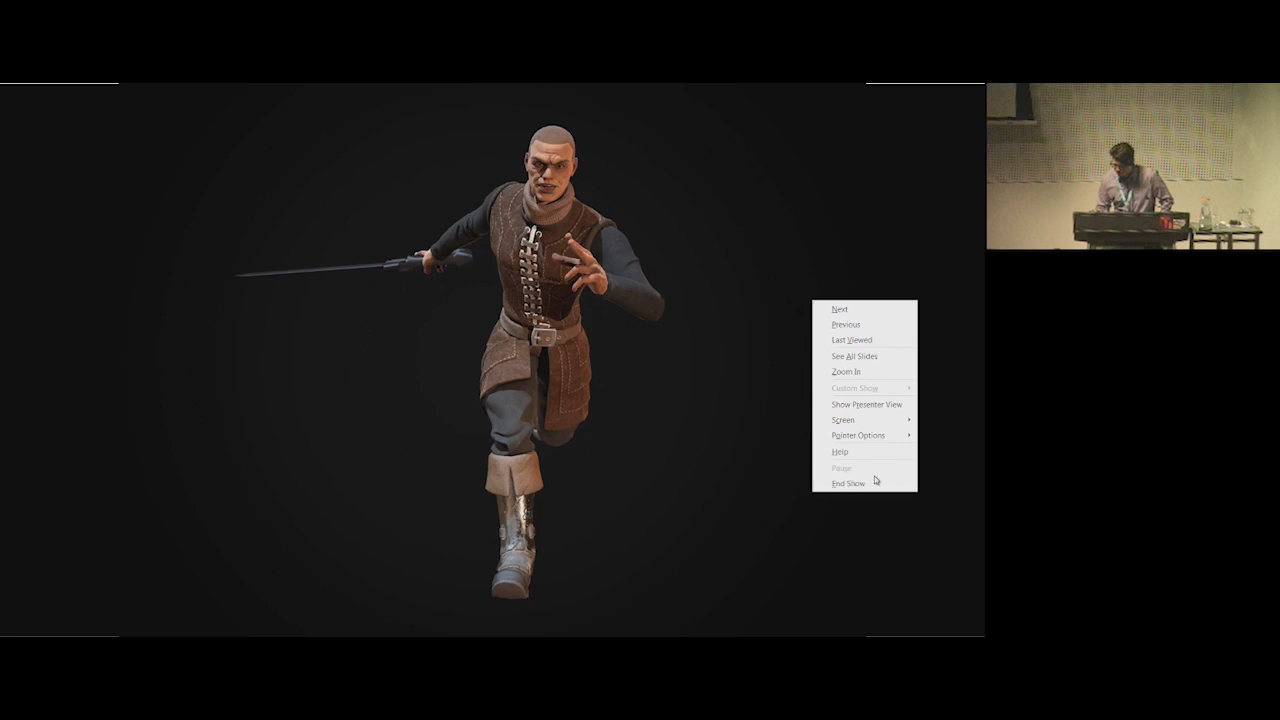 Next
Previous
Last Viewed
See All Slides
Zoom In
Custom Show
Show Presenter View
Screen
Pointer Options
Help
Pause
End Show